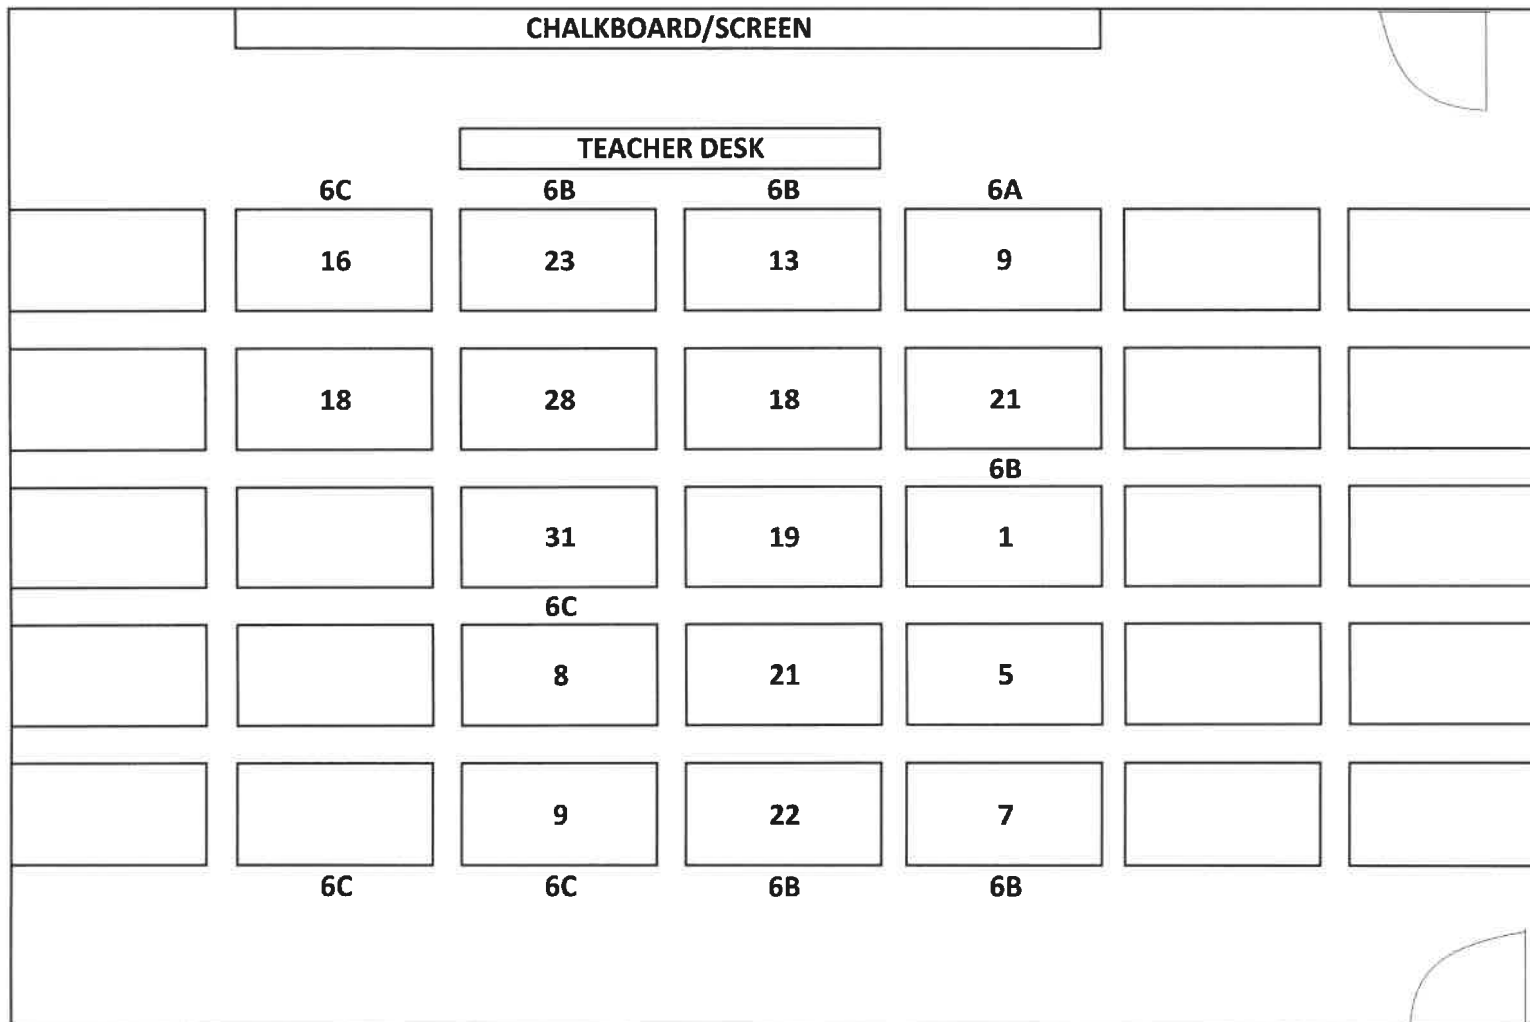 CHALKBOARD/SCREEN
TEACHER DESK
6C 6B 6B 6A
16 23 13 9
18 28 18 21
6B
31 19 1
6C
8 21 5
9 22 7
6C 6C 6B 6B